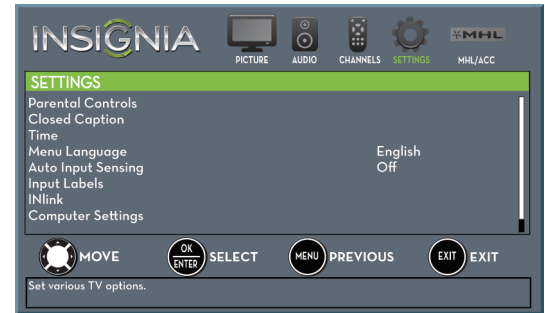 INSIGNIA
PICTURE AUDIO CHANNELS SETTINGS MHL MHL/ACC
SETTINGS
Parental Controls
Closed Caption
Time
Menu Language English
Auto Input Sensing Off
Input Labels
INlink
Computer Settings
MOVE OK ENTER SELECT MENU PREVIOUS EXIT EXIT
Set various TV options.